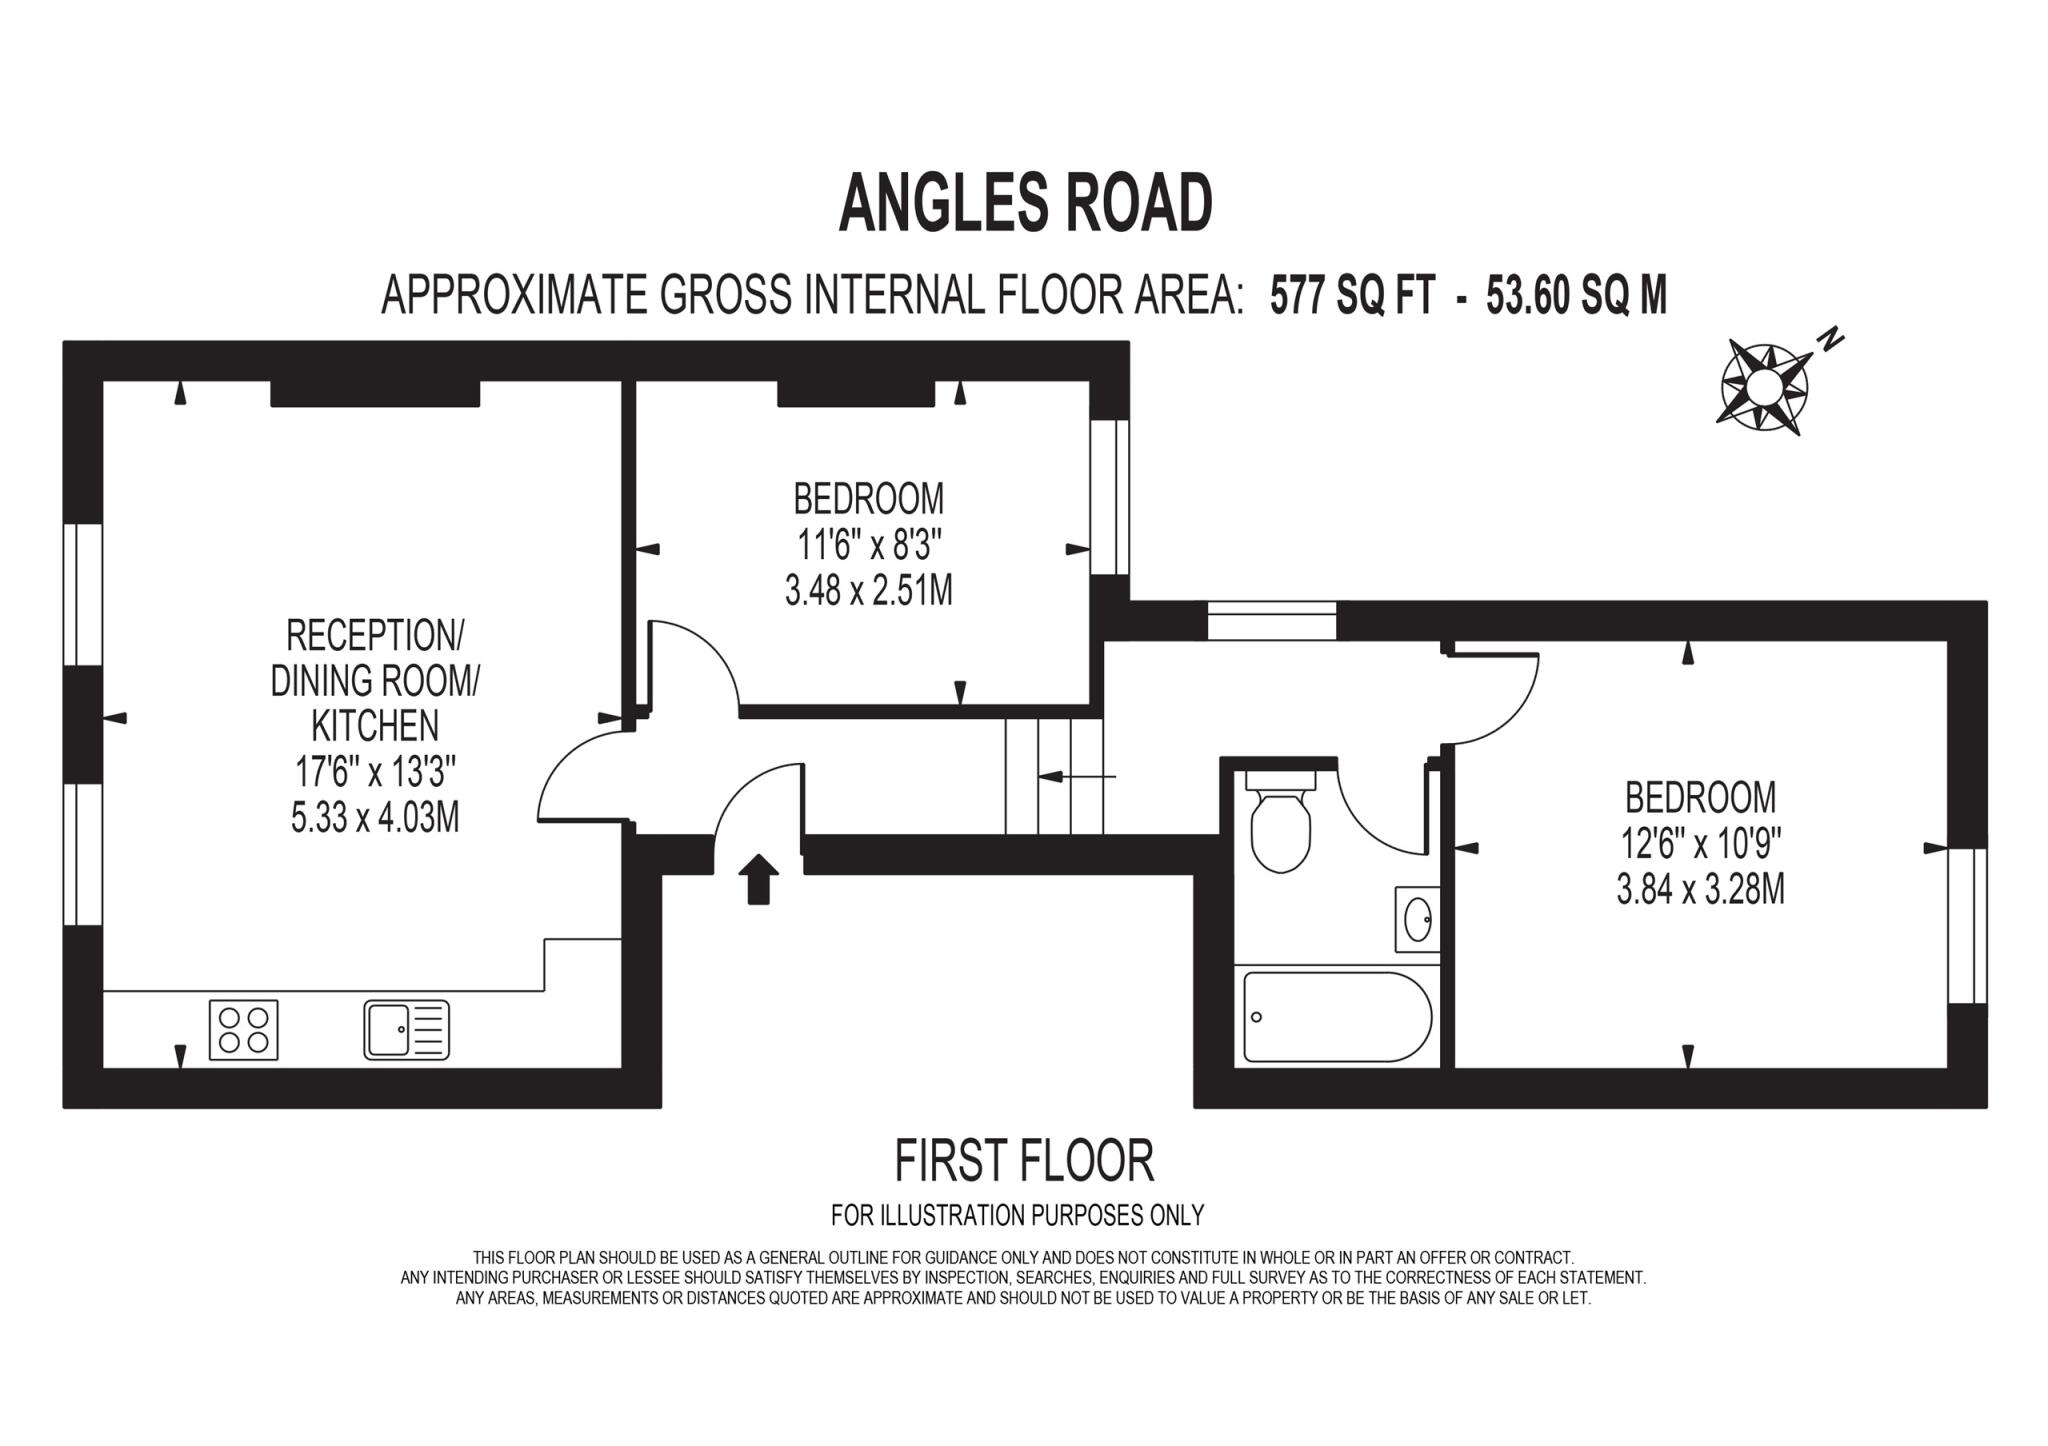 ANGLES ROAD
APPROXIMATE GROSS INTERNAL FLOOR AREA: 577 SQ FT - 53.60 SQ M
N
BEDROOM
11'6" x 8'3"
3.48 x 2.51M
RECEPTION/
DINING ROOM/
KITCHEN
17'6" x 13'3"
5.33 x 4.03M
BEDROOM
12'6" x 10'9"
3.84 x 3.28M
FIRST FLOOR
FOR ILLUSTRATION PURPOSES ONLY
THIS FLOOR PLAN SHOULD BE USED AS A GENERAL OUTLINE FOR GUIDANCE ONLY AND DOES NOT CONSTITUTE IN WHOLE OR IN PART AN OFFER OR CONTRACT.
ANY INTENDING PURCHASER OR LESSEE SHOULD SATISFY THEMSELVES BY INSPECTION, SEARCHES, ENQUIRIES AND FULL SURVEY AS TO THE CORRECTNESS OF EACH STATEMENT.
ANY AREAS, MEASUREMENTS OR DISTANCES QUOTED ARE APPROXIMATE AND SHOULD NOT BE USED TO VALUE A PROPERTY OR BE THE BASIS OF ANY SALE OR LET.